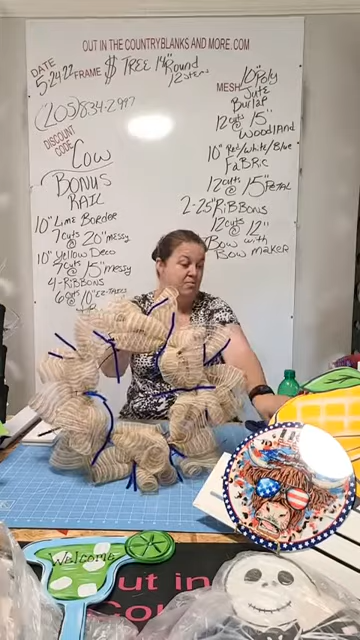 OUT IN THE COUNTRYBLANKS AND MORE.COM
DATE
5-24-22
FRAME
$ TREE 14" Round
12 stems
(205)834-2997
DISCOUNT CODE
Cow
BONUS
RAIL
10" Lime Border
7 cuts @ 20" messy
10" Yellow Deco
7 cuts @ 15" messy
4-Ribbons
MESH
10" Poly
Jute
Burlap
12 cuts @ 15"
Woodland
10" Red/White/Blue
FABRIC
12 cuts @ 15" Petal
2-2.5" Ribbons
12 cuts @ 12"
Bow with
Bow maker
Welcome
out in
Cou